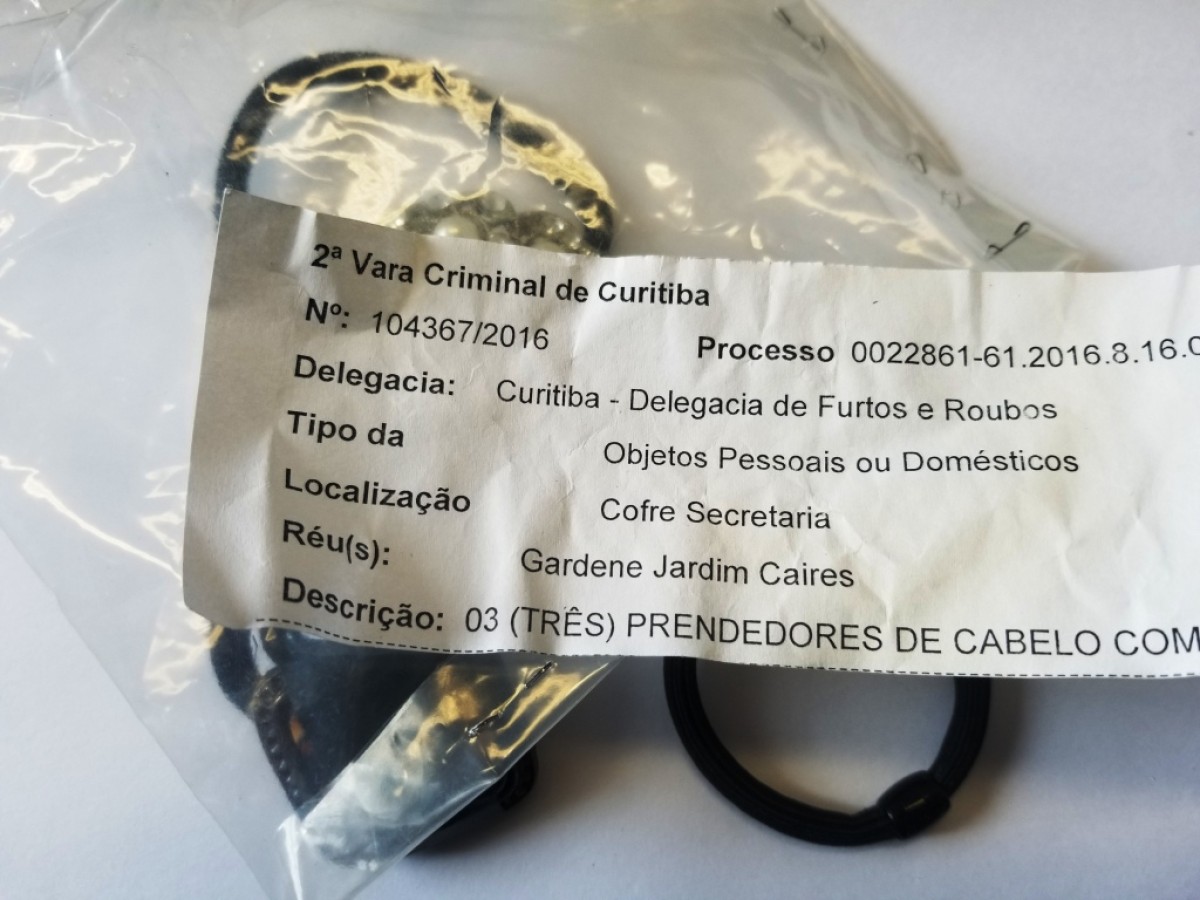 2ª Vara Criminal de Curitiba
Nº: 104367/2016
Processo 0022861-61.2016.8.16.
Delegacia: Curitiba - Delegacia de Furtos e Roubos
Tipo da Objetos Pessoais ou Domésticos
Localização Cofre Secretaria
Réu(s): Gardene Jardim Caires
Descrição: 03 (TRÊS) PRENDEDORES DE CABELO COM